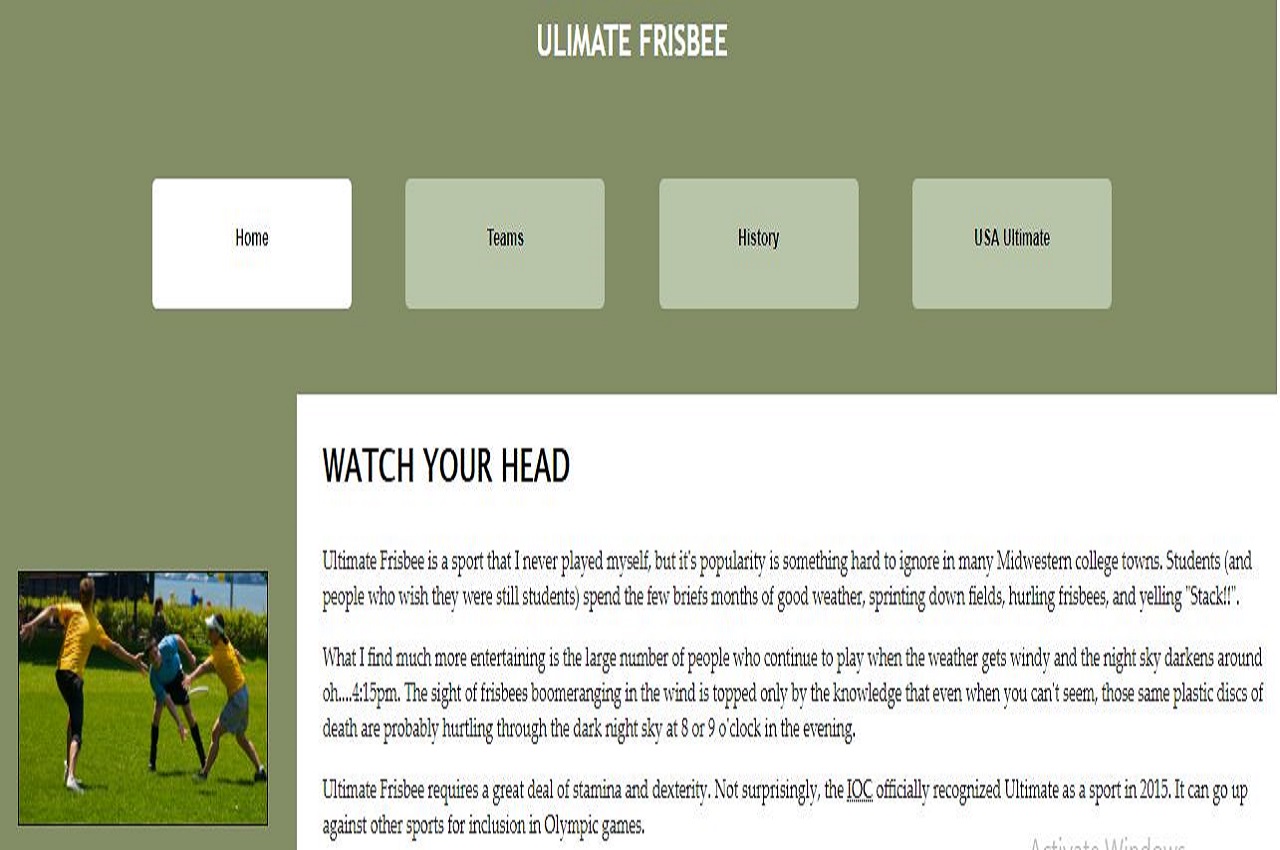 ULIMATE FRISBEE
Home
Teams
History
USA Ultimate
WATCH YOUR HEAD
Ultimate Frisbee is a sport that I never played myself, but it's popularity is something hard to ignore in many Midwestern college towns. Students (and
people who wish they were still students) spend the few briefs months of good weather, sprinting down fields, hurling frisbees, and yelling "Stack!!".
What I find much more entertaining is the large number of people who continue to play when the weather gets windy and the night sky darkens around
oh....4:15pm. The sight of frisbees boomeranging in the wind is topped only by the knowledge that even when you can't seem, those same plastic discs of
death are probably hurtling through the dark night sky at 8 or 9 o'clock in the evening.
Ultimate Frisbee requires a great deal of stamina and dexterity. Not surprisingly, the IOC officially recognized Ultimate as a sport in 2015. It can go up
against other sports for inclusion in Olympic games.
Activate Windows